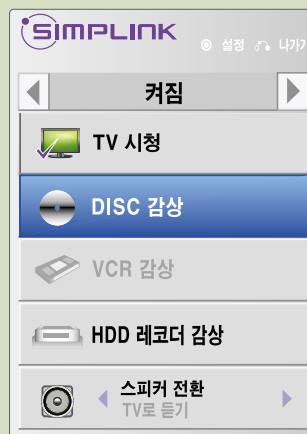 SIMPLINK
설정 나가기
켜짐
TV 시청
DISC 감상
VCR 감상
HDD 레코더 감상
스피커 전환
TV로 듣기